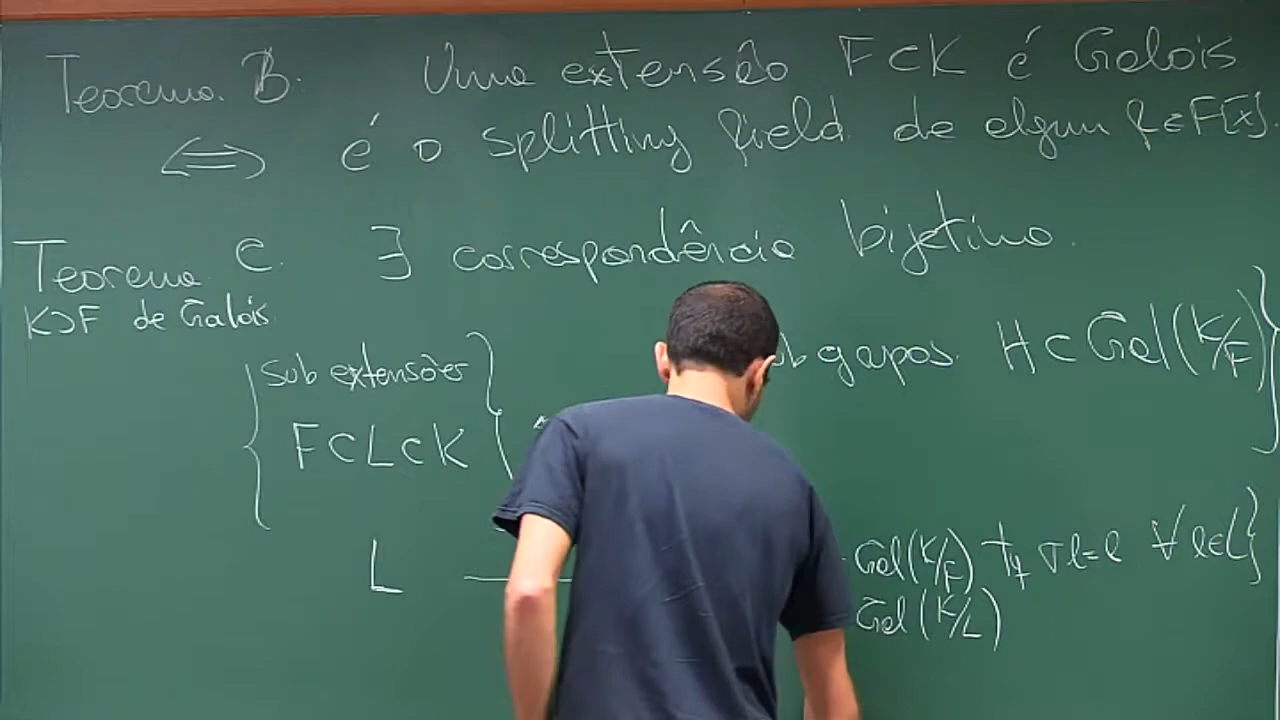 Teorema B. Uma extensão F⊂K é Galois
⟺ é o splitting field de algum f∈F[x].
Teorema C. ∃ correspondência bijetiva.
K⊃F de Galois
{ sub extensões } subgrupos H⊂Gal(K/F) }
F⊂L⊂K
L Gal(K/F) tq σl=l ∀ l∈L}
Gal(K/L)